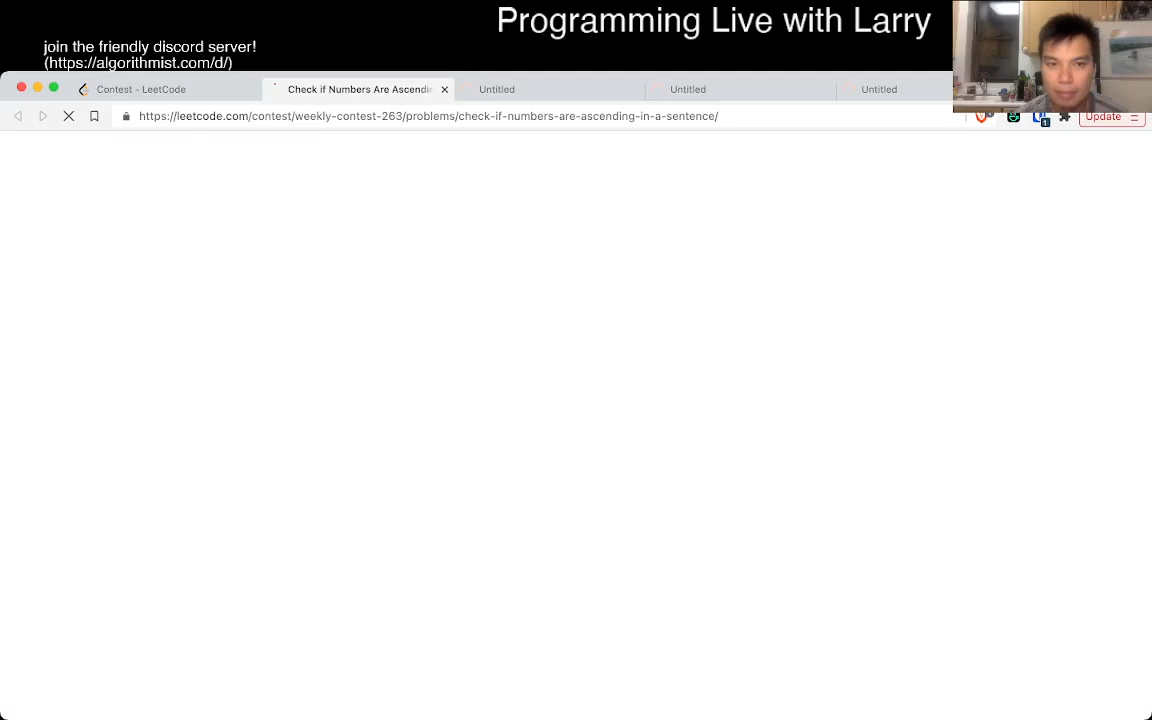 Programming Live with Larry
join the friendly discord server!
(https://algorithmist.com/d/)
Contest - LeetCode
Check if Numbers Are Ascendin
Untitled
Untitled
Untitled
https://leetcode.com/contest/weekly-contest-263/problems/check-if-numbers-are-ascending-in-a-sentence/
1
Update